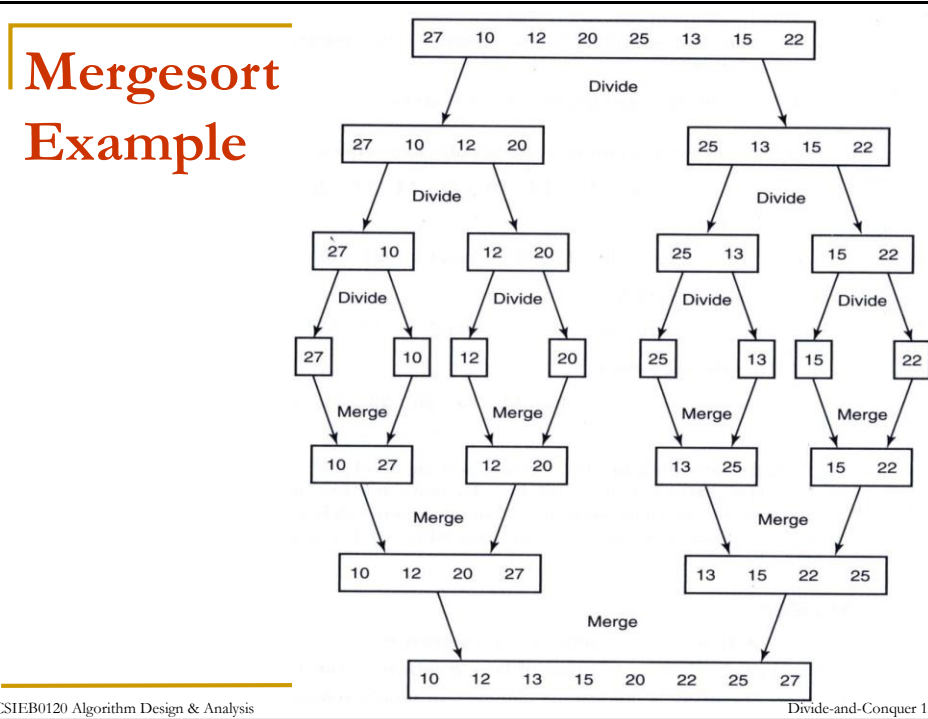 Mergesort
Example
27 10 12 20 25 13 15 22
Divide
27 10 12 20
25 13 15 22
Divide
Divide
27 10
12 20
25 13
15 22
Divide
Divide
Divide
Divide
27
10
12
20
25
13
15
22
Merge
Merge
Merge
Merge
10 27
12 20
13 25
15 22
Merge
Merge
10 12 20 27
13 15 22 25
Merge
10 12 13 15 20 22 25 27
CSIEB0120 Algorithm Design & Analysis
Divide-and-Conquer 1